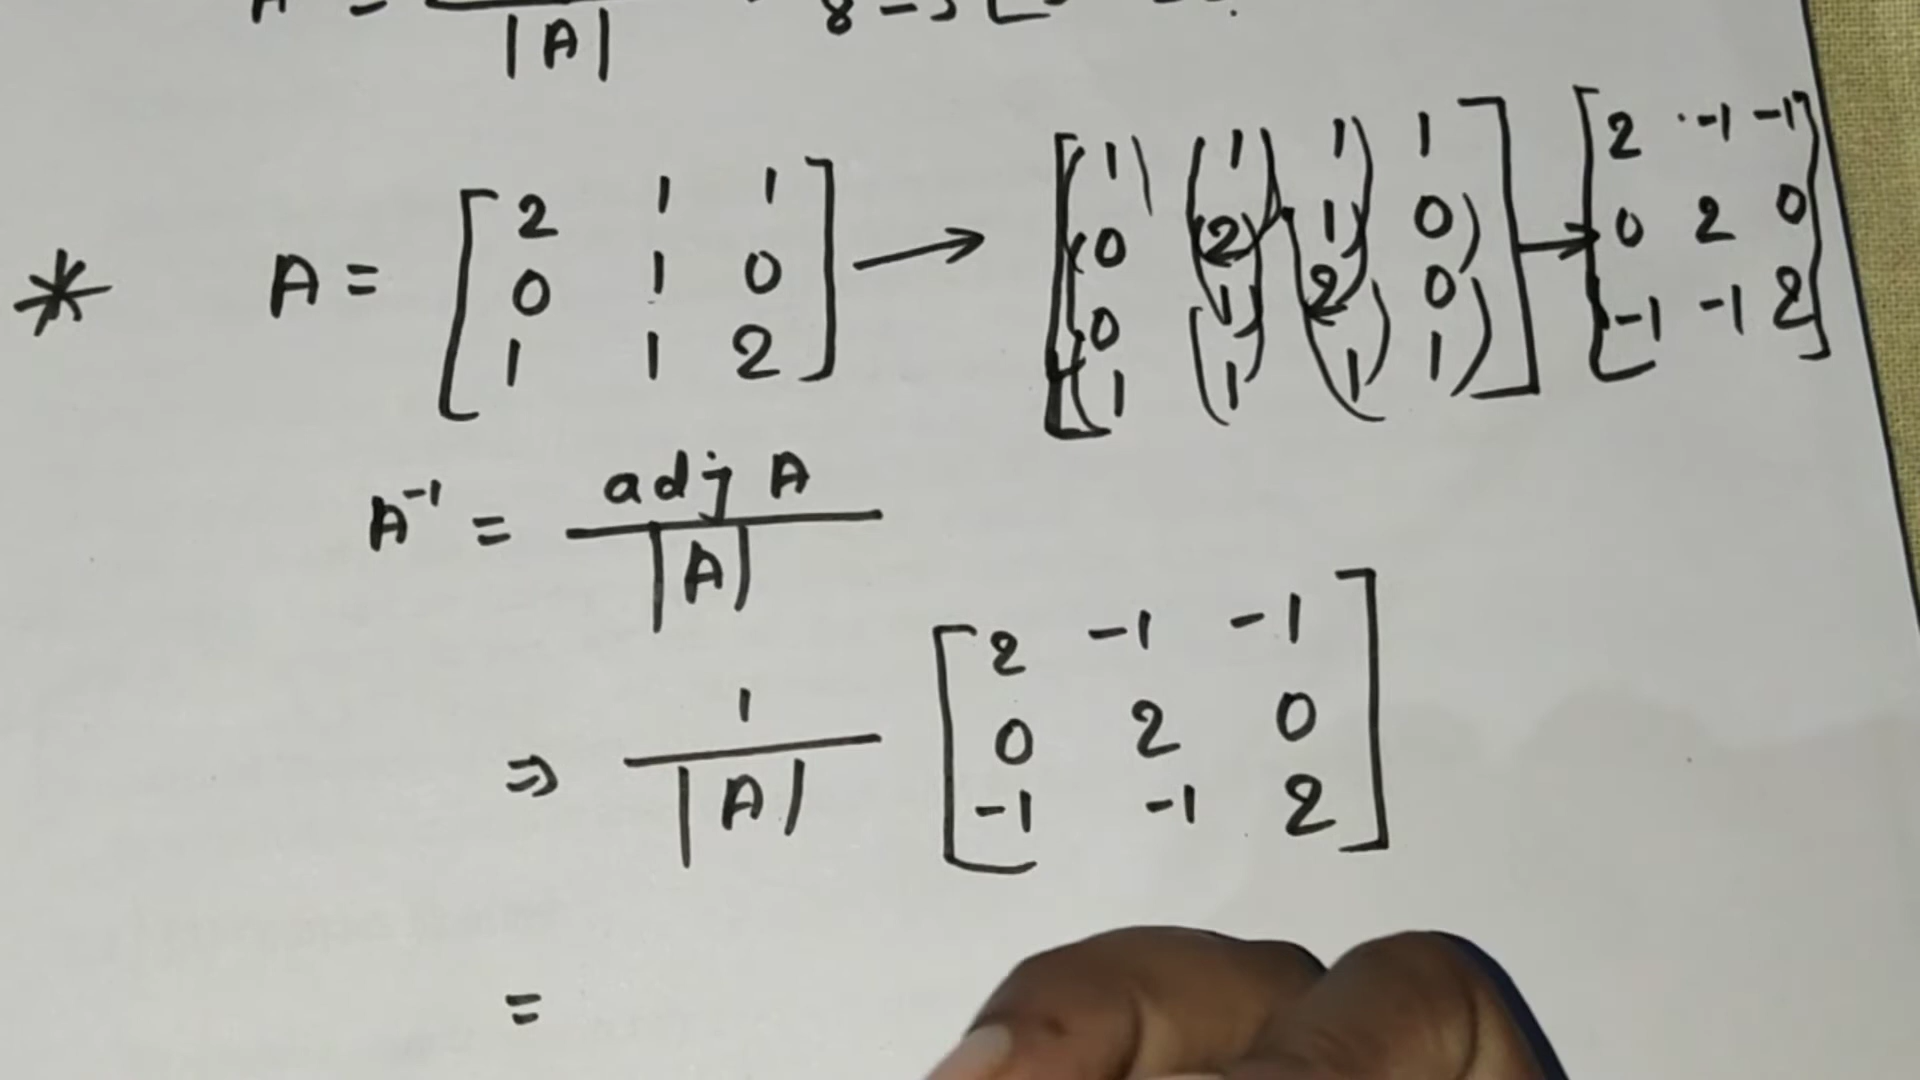 |A| 8-
* A = [2 1 1 → [1 1 1 1 → [2 -1 -1
0 1 0 0 2 1 0 0 2 0
1 1 2] 0 1 2 0 -1 -1 2]
1 1 1 1]
A⁻¹ = adj A
|A|
⇒ 1 [2 -1 -1
|A| 0 2 0
-1 -1 2]
=